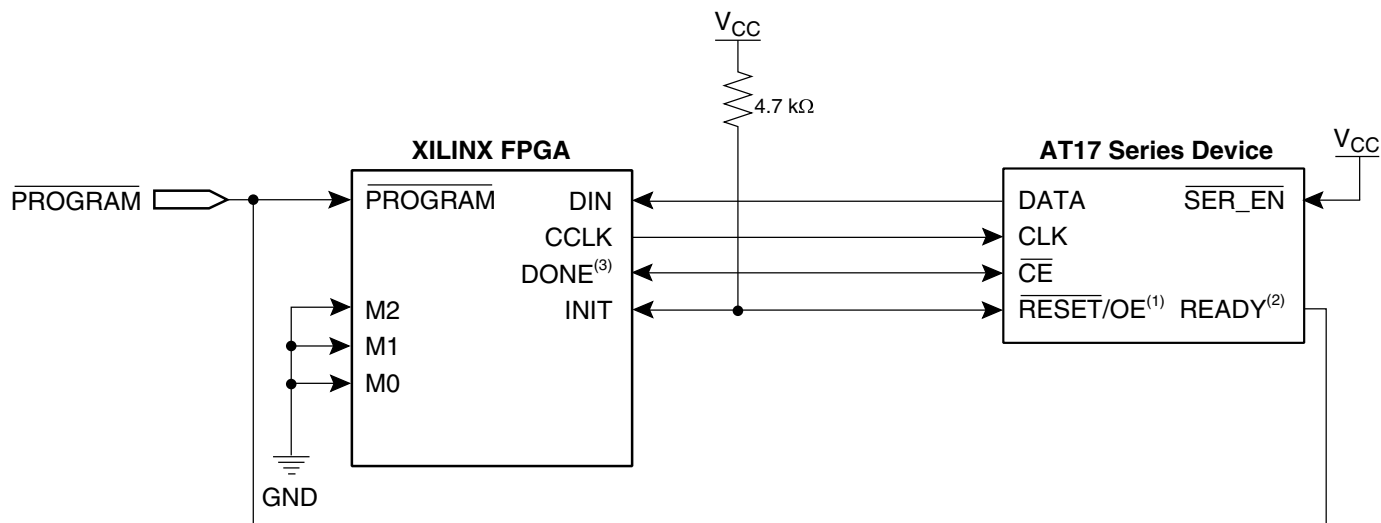 VCC
4.7 kΩ
XILINX FPGA
AT17 Series Device
VCC
PROGRAM
PROGRAM
DIN
DATA
SER_EN
CCLK
CLK
DONE(3)
CE
M2
INIT
RESET/OE(1)
READY(2)
M1
M0
GND